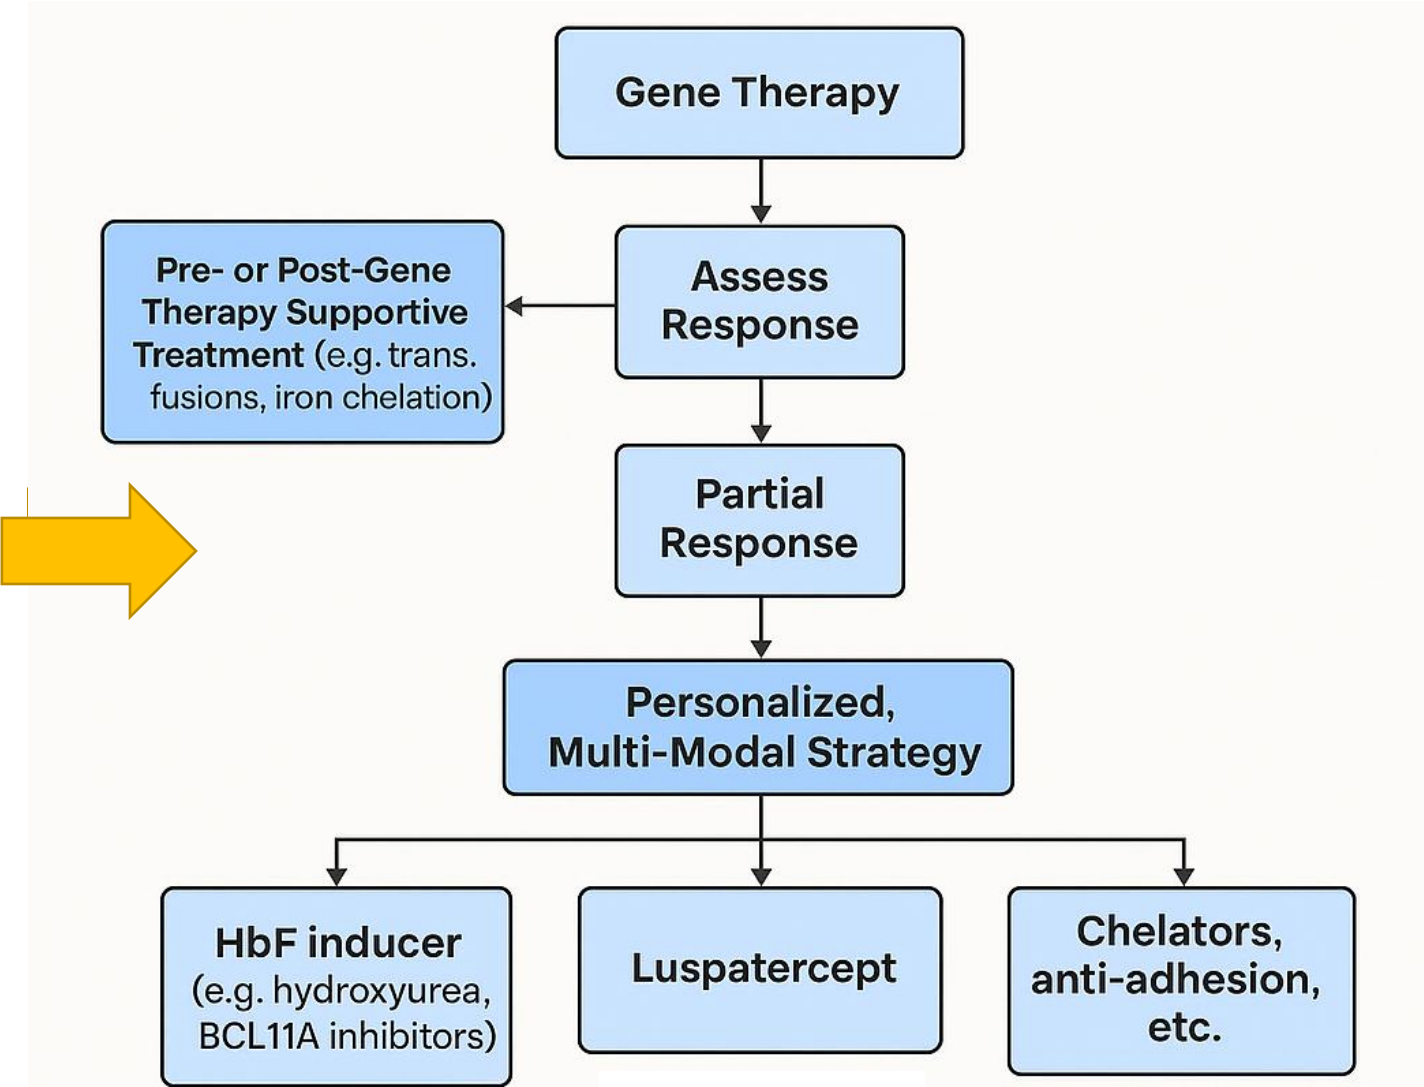 Gene Therapy
Assess
Response
Pre- or Post-Gene
Therapy Supportive
Treatment (e.g. trans.
fusions, iron chelation)
Partial
Response
Personalized,
Multi-Modal Strategy
HbF inducer
(e.g. hydroxyurea,
BCL11A inhibitors)
Luspatercept
Chelators,
anti-adhesion,
etc.